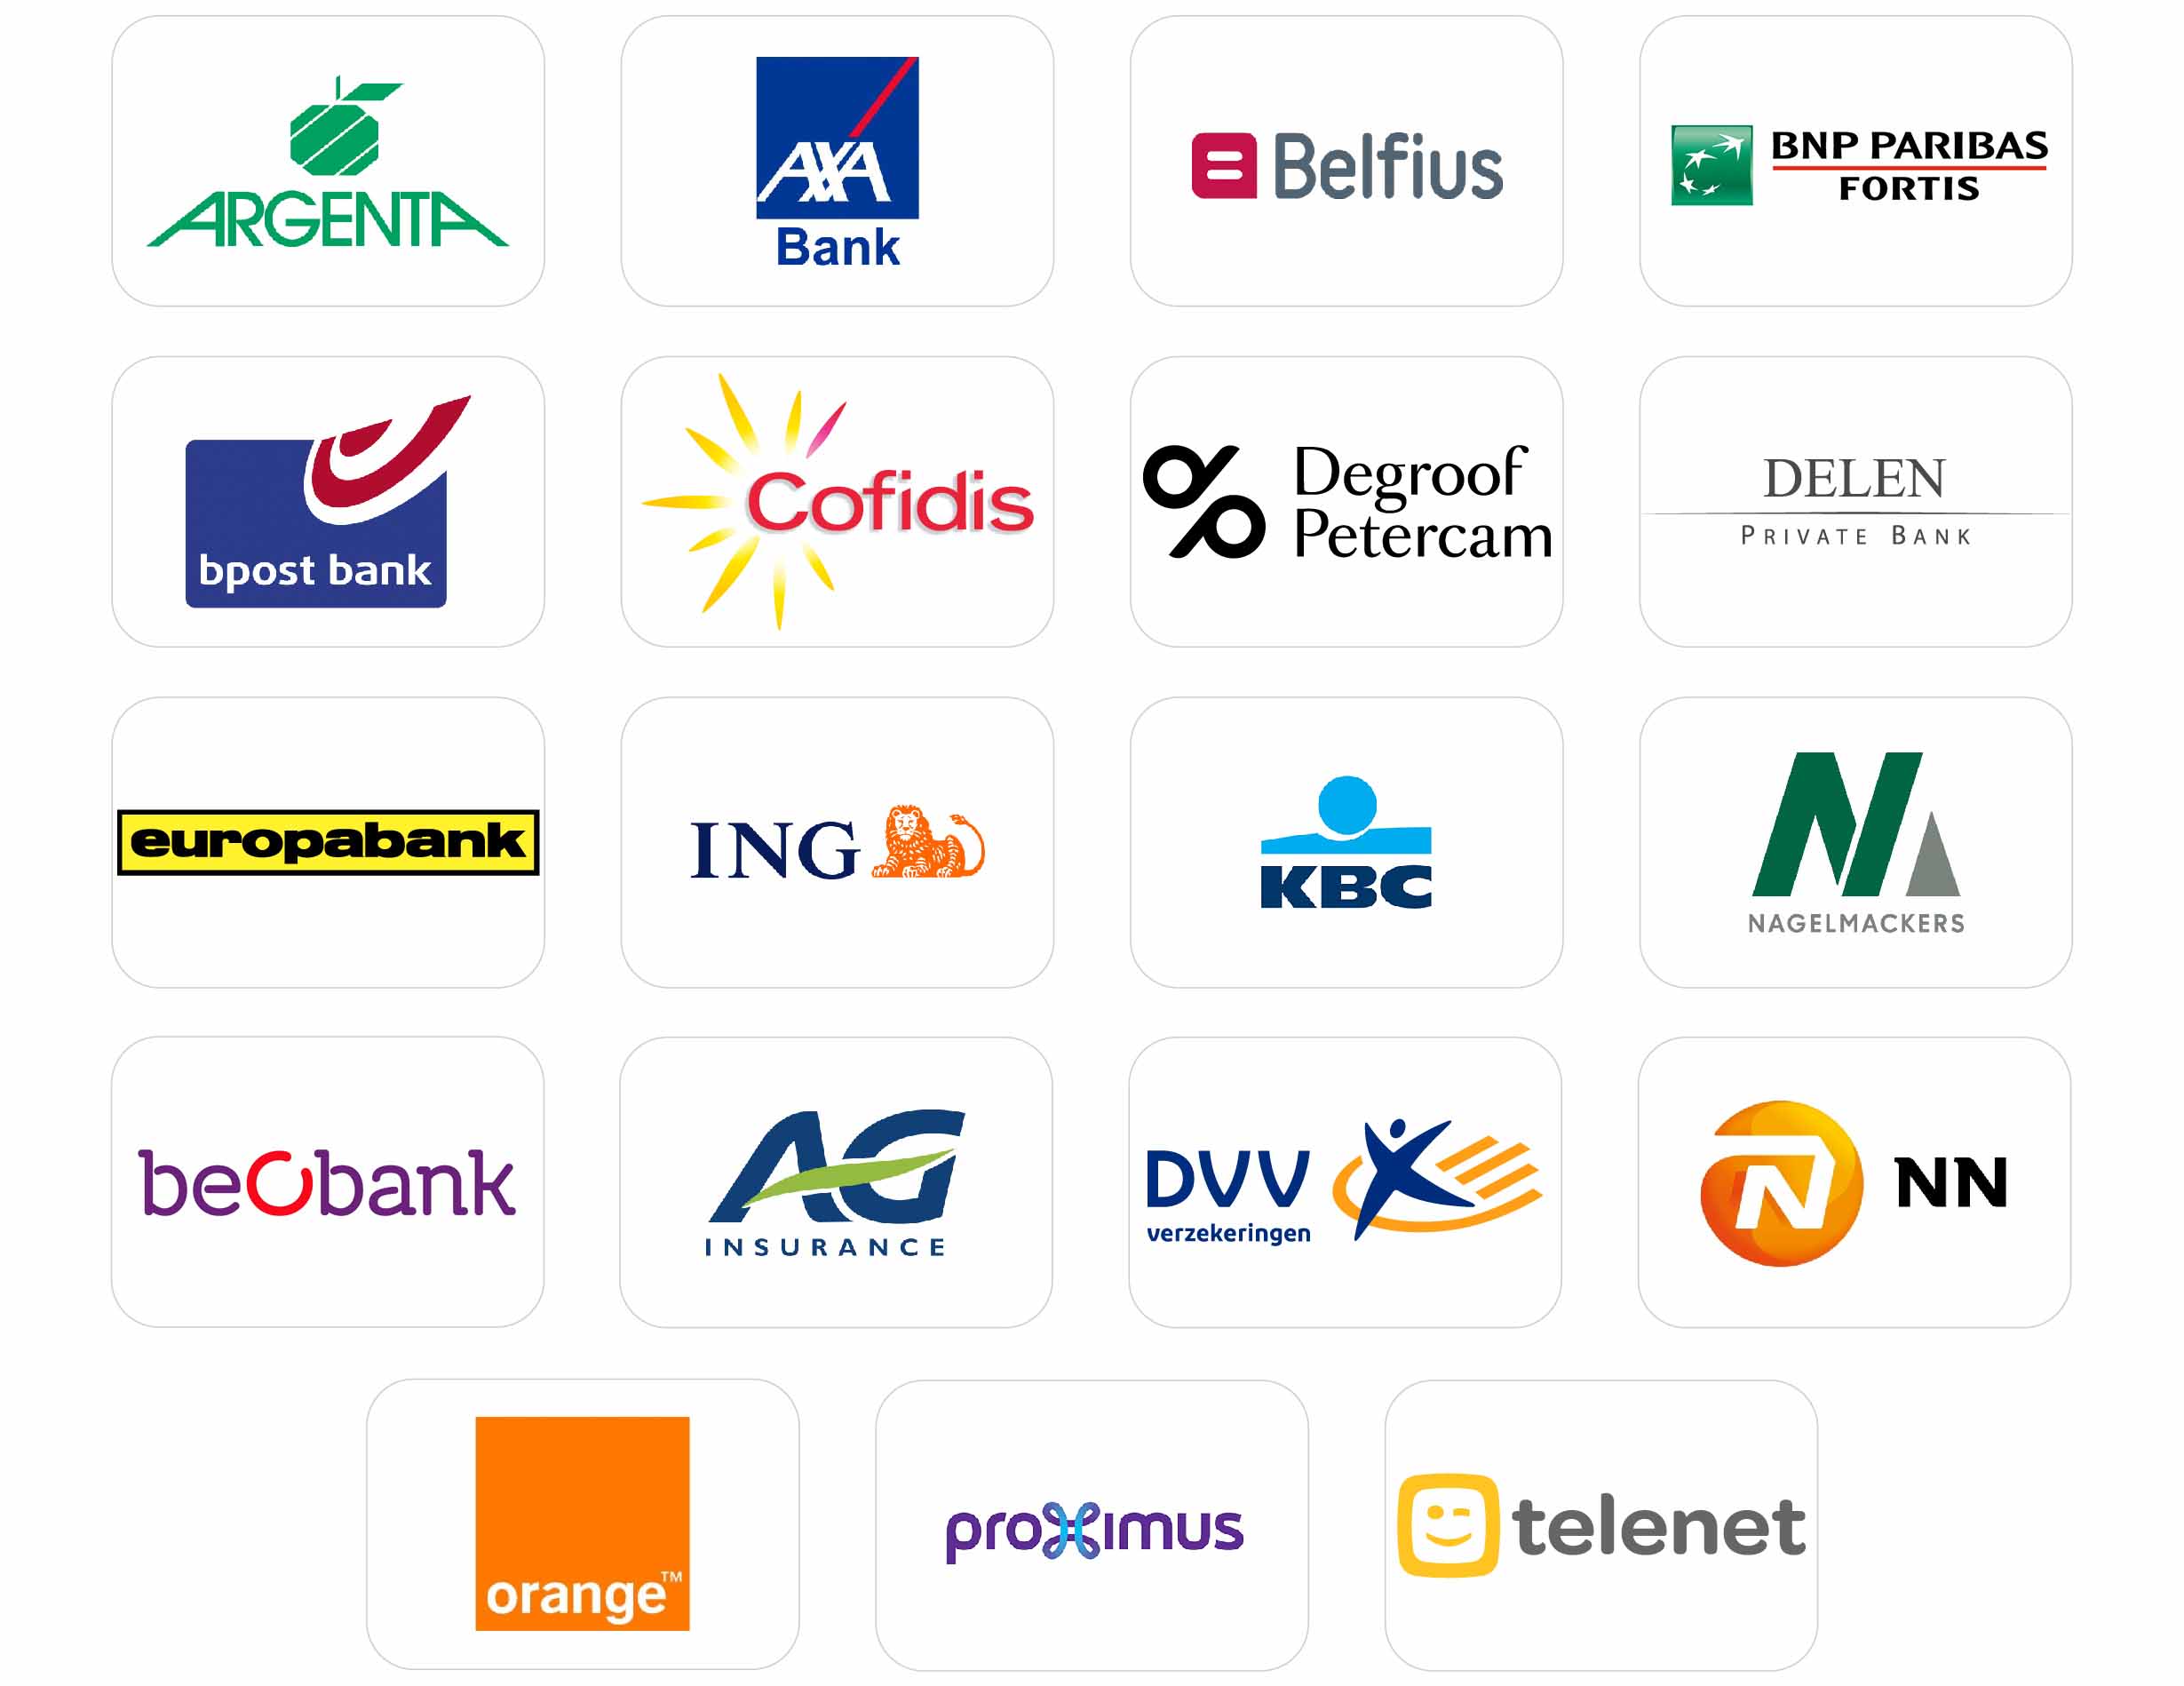 ARGENTA
AXA
Bank
Belfius
BNP PARIBAS
FORTIS
bpost bank
Cofidis
Degroof
Petercam
DELEN
PRIVATE BANK
europabank
ING
KBC
NAGELMACKERS
beobank
AG
INSURANCE
DVV
verzekeringen
N
NN
orange™
proximus
telenet